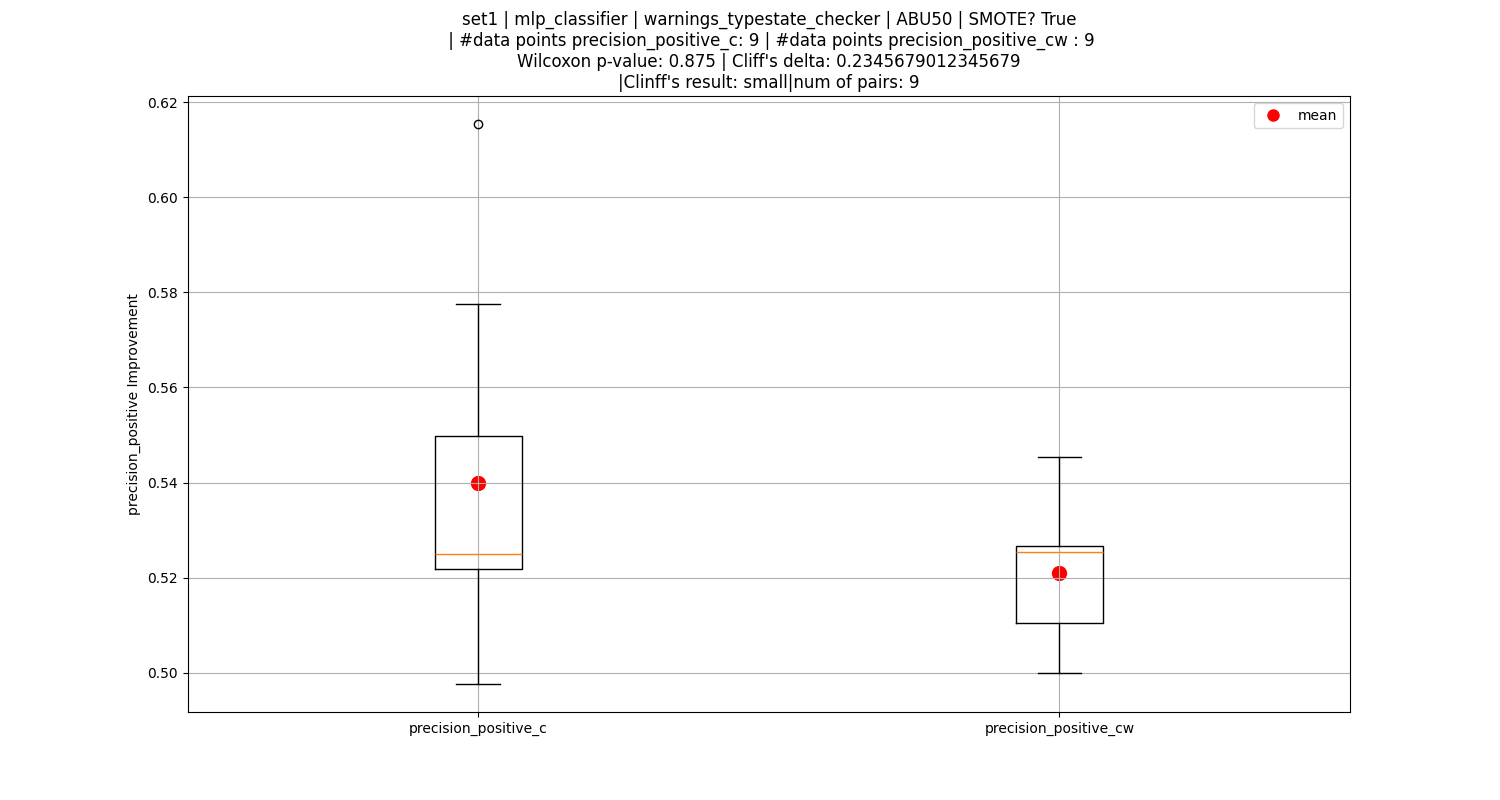 set1 | mlp_classifier | warnings_typestate_checker | ABU50 | SMOTE? True
| #data points precision_positive_c: 9 | #data points precision_positive_cw : 9
Wilcoxon p-value: 0.875 | Cliff's delta: 0.2345679012345679
|Clinff's result: small|num of pairs: 9
mean
precision_positive Improvement
0.62
0.60
0.58
0.56
0.54
0.52
0.50
precision_positive_c
precision_positive_cw